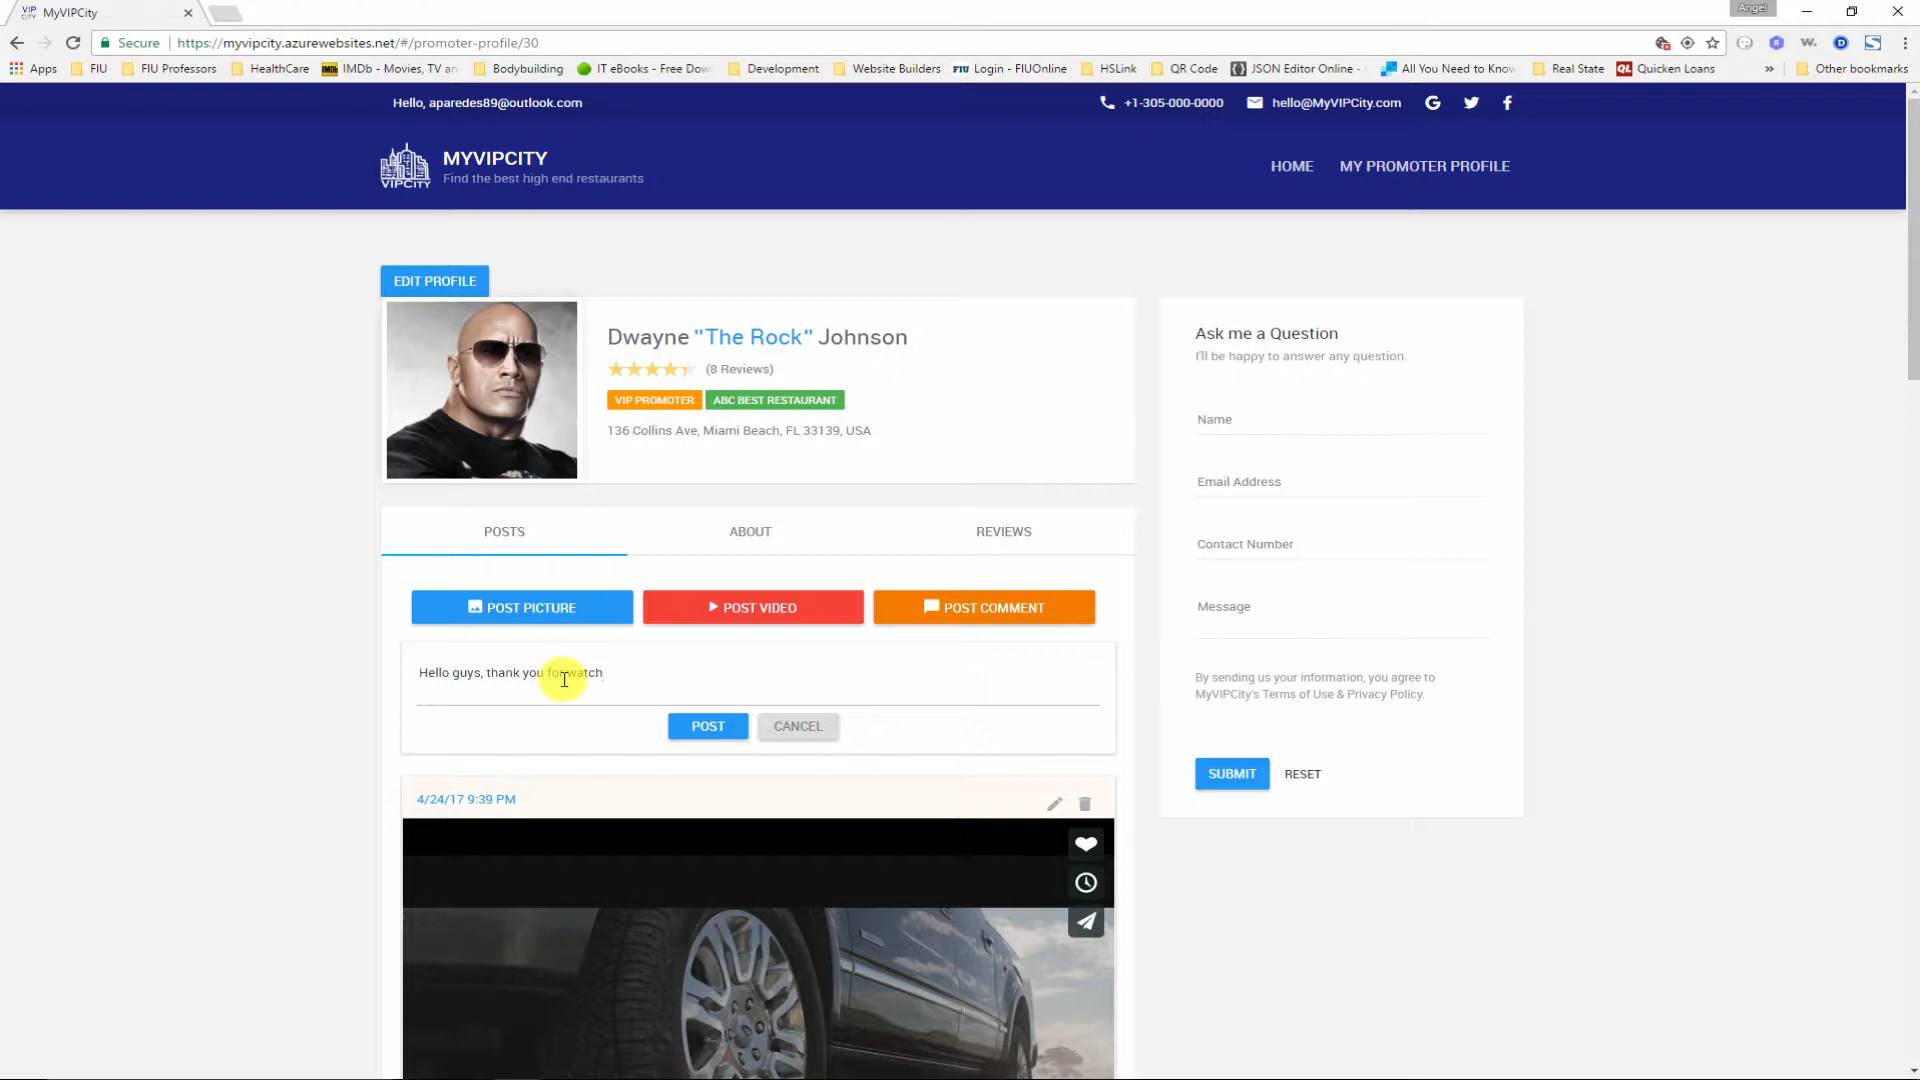 MyVIPCity
Angel
Secure
https://myvipcity.azurewebsites.net/#/promoter-profile/30
Apps
FIU
FIU Professors
HealthCare
IMDb
IMDb - Movies, TV an
Bodybuilding
IT eBooks - Free Dow
Development
Website Builders
FIU
Login - FIUOnline
HSLink
QR Code
JSON Editor Online -
All You Need to Know
Real State
QL
Quicken Loans
»
Other bookmarks
Hello, aparedes89@outlook.com
+1-305-000-0000
hello@MyVIPCity.com
VIPCITY
MYVIPCITY
Find the best high end restaurants
HOME
MY PROMOTER PROFILE
EDIT PROFILE
Dwayne "The Rock" Johnson
(8 Reviews)
VIP PROMOTER
ABC BEST RESTAURANT
136 Collins Ave, Miami Beach, FL 33139, USA
POSTS
ABOUT
REVIEWS
POST PICTURE
POST VIDEO
POST COMMENT
Hello guys, thank you for watch
POST
CANCEL
4/24/17 9:39 PM
Ask me a Question
I'll be happy to answer any question.
Name
Email Address
Contact Number
Message
By sending us your information, you agree to
MyVIPCity's Terms of Use & Privacy Policy.
SUBMIT
RESET